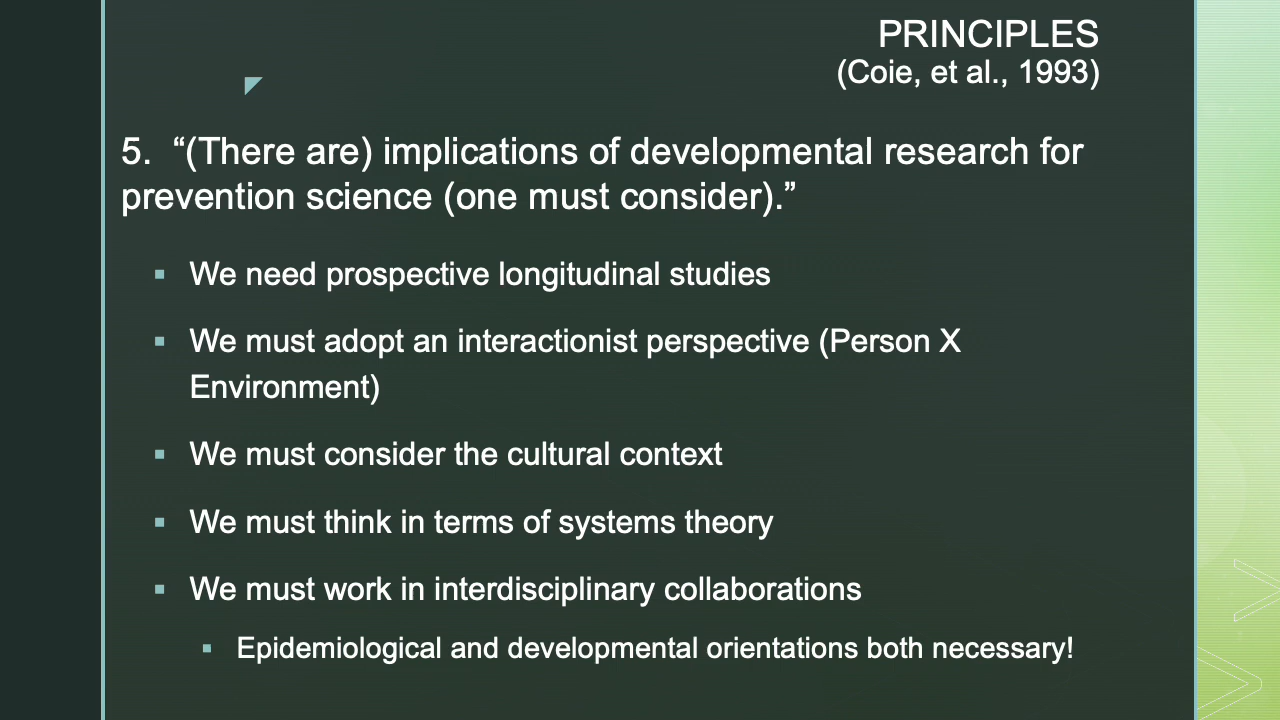 PRINCIPLES
(Coie, et al., 1993)
5.  “(There are) implications of developmental research for
prevention science (one must consider).”
▪ We need prospective longitudinal studies
▪ We must adopt an interactionist perspective (Person X
Environment)
▪ We must consider the cultural context
▪ We must think in terms of systems theory
▪ We must work in interdisciplinary collaborations
▪ Epidemiological and developmental orientations both necessary!